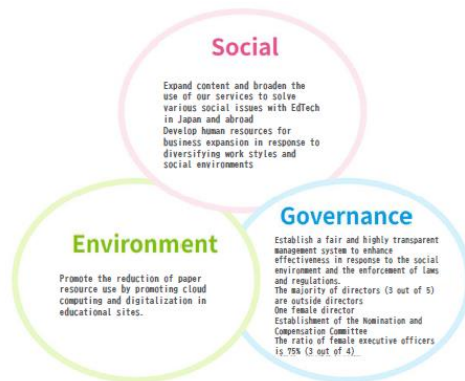 Social
Expand content and broaden the
use of our services to solve
various social issues with EdTech
in Japan and abroad
Develop human resources for
business expansion in response to
diversifying work styles and
social environments
Environment
Promote the reduction of paper
resource use by promoting cloud
computing and digitalization in
educational sites.
Governance
Establish a fair and highly transparent
management system to enhance
effectiveness in response to the social
environment and the enforcement of laws
and regulations.
The majority of directors (3 out of 5)
are outside directors
One female director
Establishment of the Nomination and
Compensation Committee
The ratio of female executive officers
is 75% (3 out of 4)